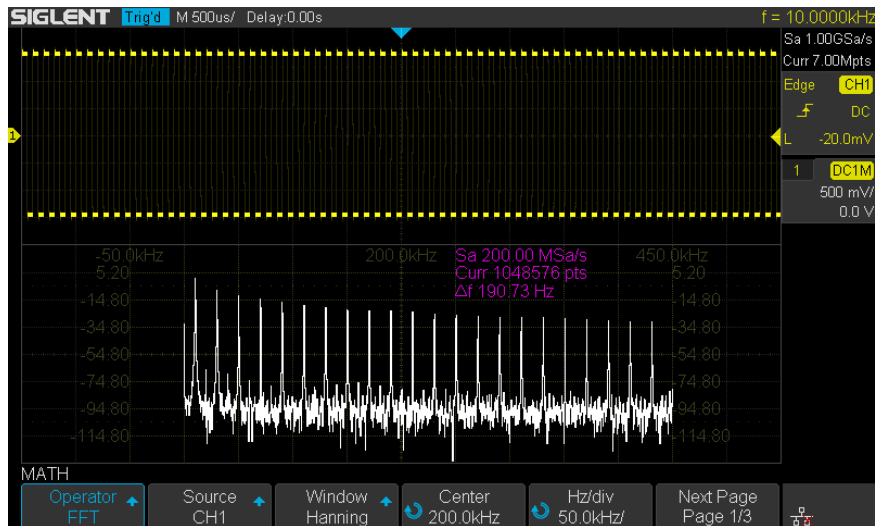 SIGLENT Trig'd M 500us/ Delay:0.00s f = 10.0000kHz
Sa 1.00GSa/s
Curr 7.00Mpts
Edge CH1
DC
L -20.0mV
1 DC1M
500 mV/
0.0 V
1
-50.0kHz 200.0kHz 450.0kHz
Sa 200.00 MSa/s
Curr 1048576 pts
Δf 190.73 Hz
5.20 5.20
-14.80 -14.80
-34.80 -34.80
-54.80 -54.80
-74.80 -74.80
-94.80 -94.80
-114.80 -114.80
MATH
Operator Source Window Center Hz/div Next Page
FFT CH1 Hanning 200.0kHz 50.0kHz/ Page 1/3